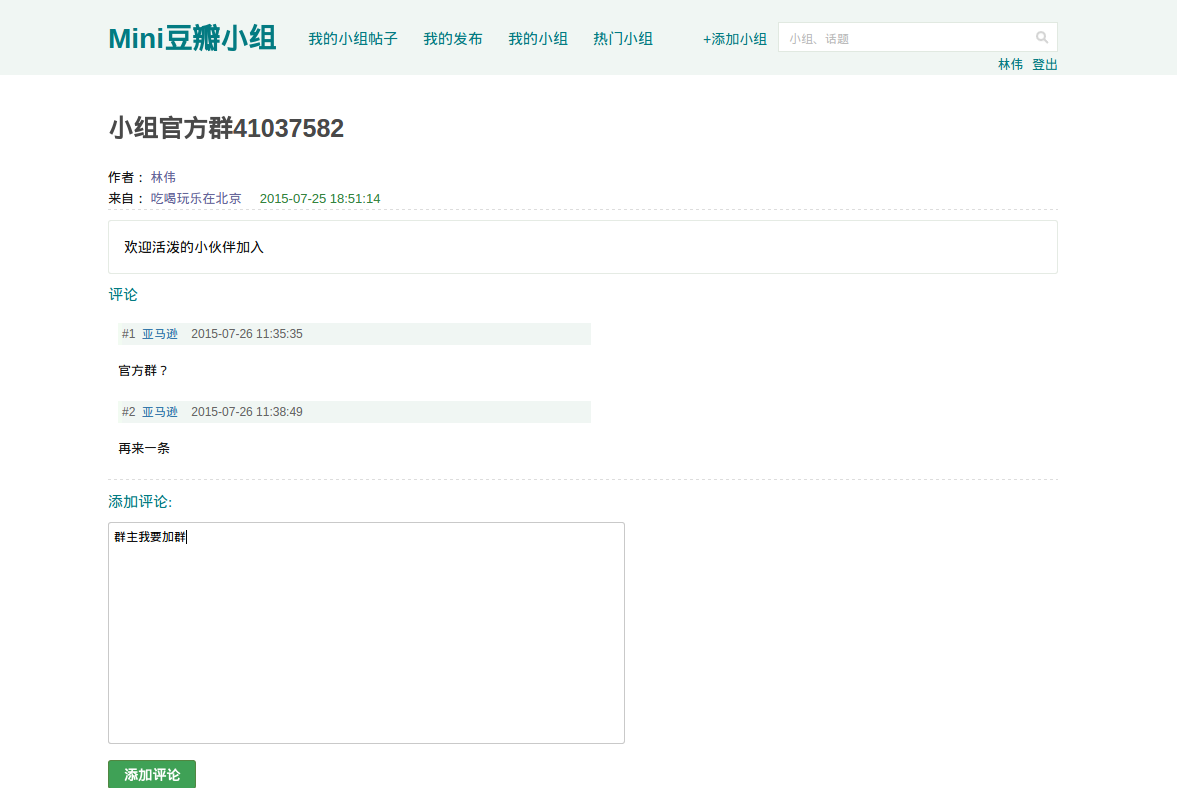 Mini豆瓣小组 我的小组帖子 我的发布 我的小组 热门小组 +添加小组 小组、话题
林伟 登出
小组官方群41037582
作者： 林伟
来自： 吃喝玩乐在北京 2015-07-25 18:51:14
欢迎活泼的小伙伴加入
评论
#1 亚马逊 2015-07-26 11:35:35
官方群？
#2 亚马逊 2015-07-26 11:38:49
再来一条
添加评论:
群主我要加群
添加评论